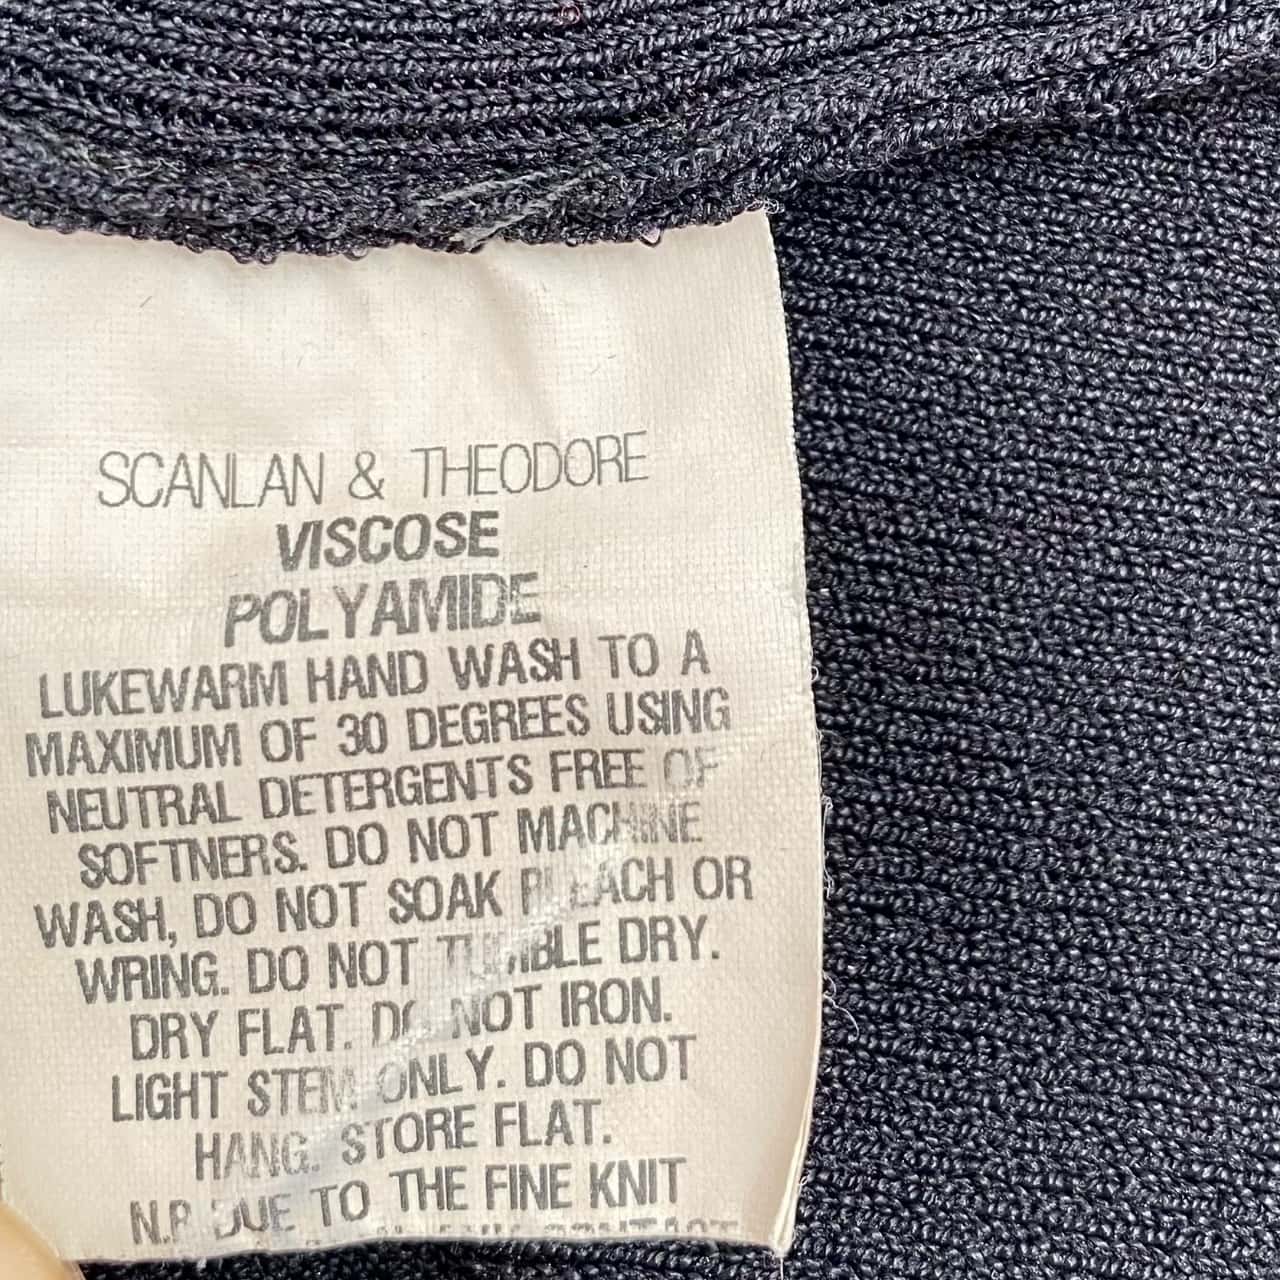 SCANLAN & THEODORE
VISCOSE
POLYAMIDE
LUKEWARM HAND WASH TO A
MAXIMUM OF 30 DEGREES USING
NEUTRAL DETERGENTS FREE OF
SOFTNERS. DO NOT MACHINE
WASH, DO NOT SOAK BLEACH OR
WRING. DO NOT TUMBLE DRY.
DRY FLAT. DO NOT IRON.
LIGHT STEM ONLY. DO NOT
HANG. STORE FLAT.
N.B DUE TO THE FINE KNIT
ANY CONTACT